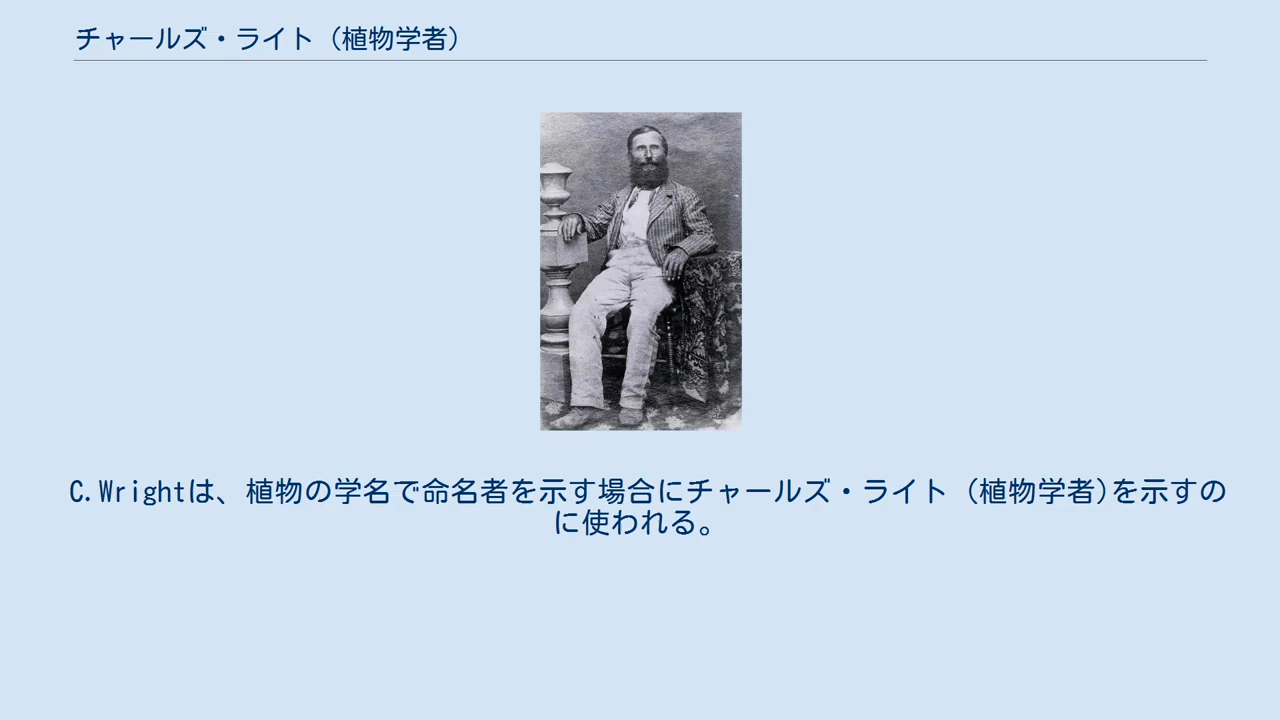 チャールズ・ライト (植物学者)
C.Wrightは、植物の学名で命名者を示す場合にチャールズ・ライト (植物学者)を示すの
に使われる。